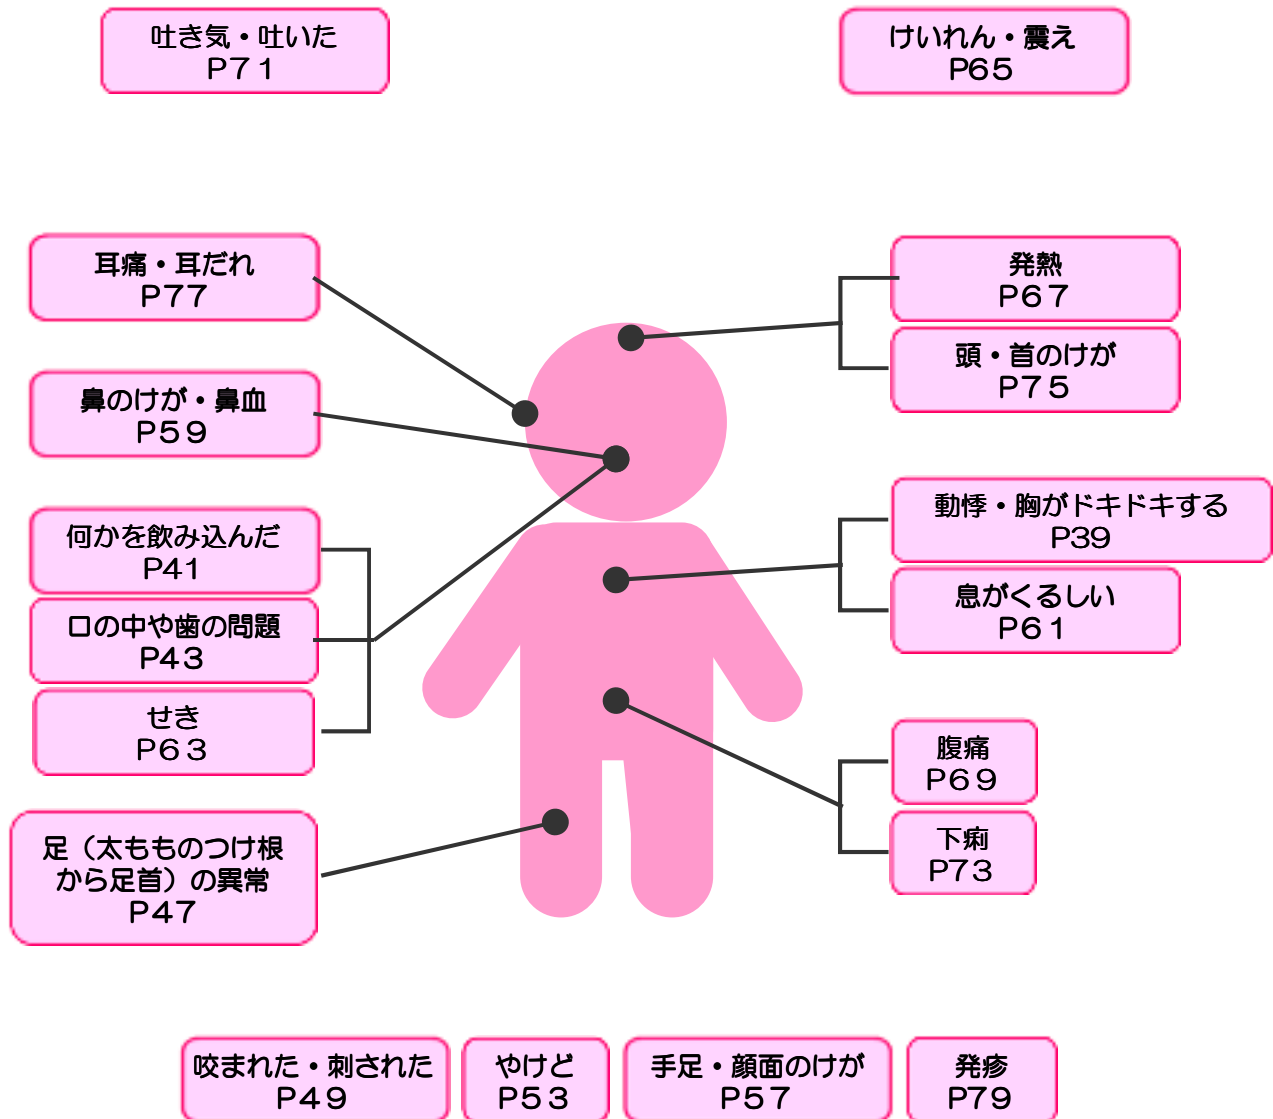 吐き気・吐いた
P71
けいれん・震え
P65
耳痛・耳だれ
P77
発熱
P67
頭・首のけが
P75
鼻のけが・鼻血
P59
何かを飲み込んだ
P41
口の中や歯の問題
P43
せき
P63
動悸・胸がドキドキする
P39
息がくるしい
P61
腹痛
P69
下痢
P73
足（太もものつけ根
から足首）の異常
P47
咬まれた・刺された
P49
やけど
P53
手足・顔面のけが
P57
発疹
P79